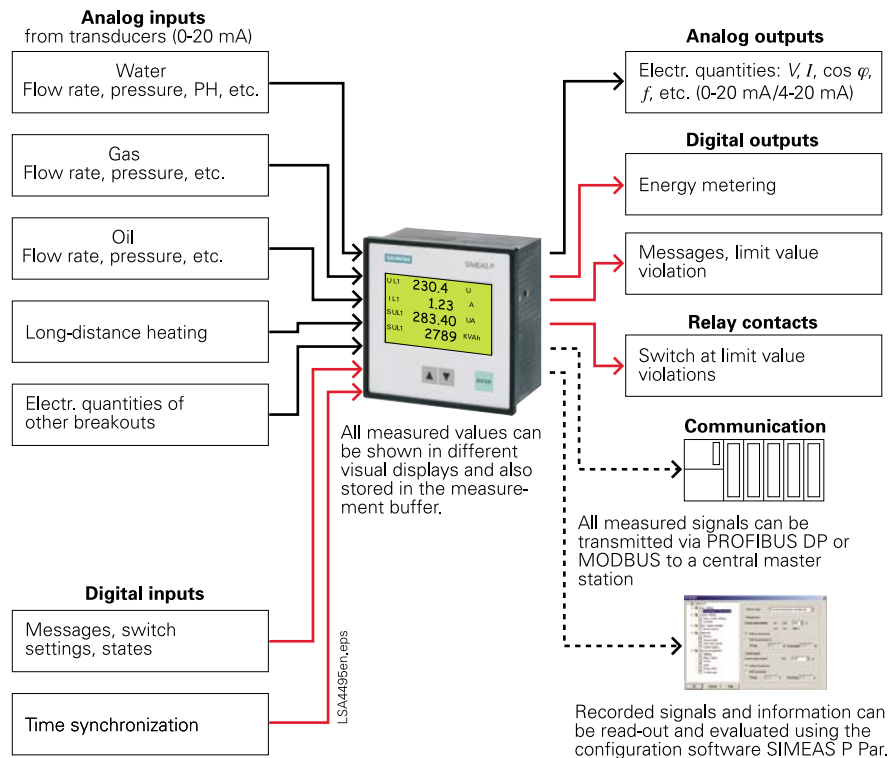 Analog inputs
from transducers (0-20 mA)
Water
Flow rate, pressure, PH, etc.
Gas
Flow rate, pressure, etc.
Oil
Flow rate, pressure, etc.
Long-distance heating
Electr. quantities of
other breakouts
Digital inputs
Messages, switch
settings, states
Time synchronization
SIEMENS
SIMEAS P
UL1 230.4 U
IL1 1.23 A
SUL1 283.40 UA
SUL1 2789 KVAh
enter
All measured values can
be shown in different
visual displays and also
stored in the measure-
ment buffer.
LSA4495en.eps
Analog outputs
Electr. quantities: V, I, cos φ,
f, etc. (0-20 mA/4-20 mA)
Digital outputs
Energy metering
Messages, limit value
violation
Relay contacts
Switch at limit value
violations
Communication
All measured signals can be
transmitted via PROFIBUS DP or
MODBUS to a central master
station
Recorded signals and information can
be read-out and evaluated using the
configuration software SIMEAS P Par.